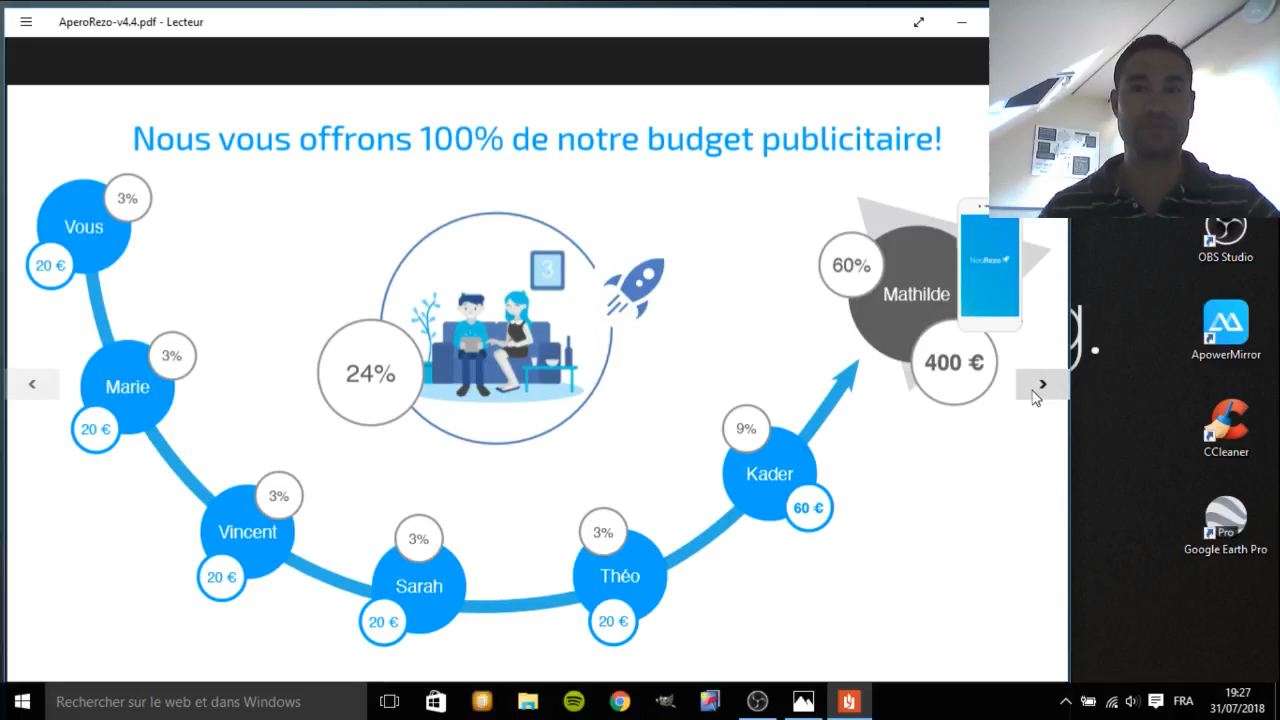 AperoRezo-v4.4.pdf - Lecteur
Nous vous offrons 100% de notre budget publicitaire!
Vous
3%
20 €
Marie
3%
20 €
Vincent
3%
20 €
Sarah
3%
20 €
Théo
3%
20 €
Kader
9%
60 €
24%
3
60%
Mathilde
400 €
NeoRezo
g.
OBS Studio
ApowerMirror
CCleaner
Pro
Google Earth Pro
Rechercher sur le web et dans Windows
FRA
19:27
31/07/2018